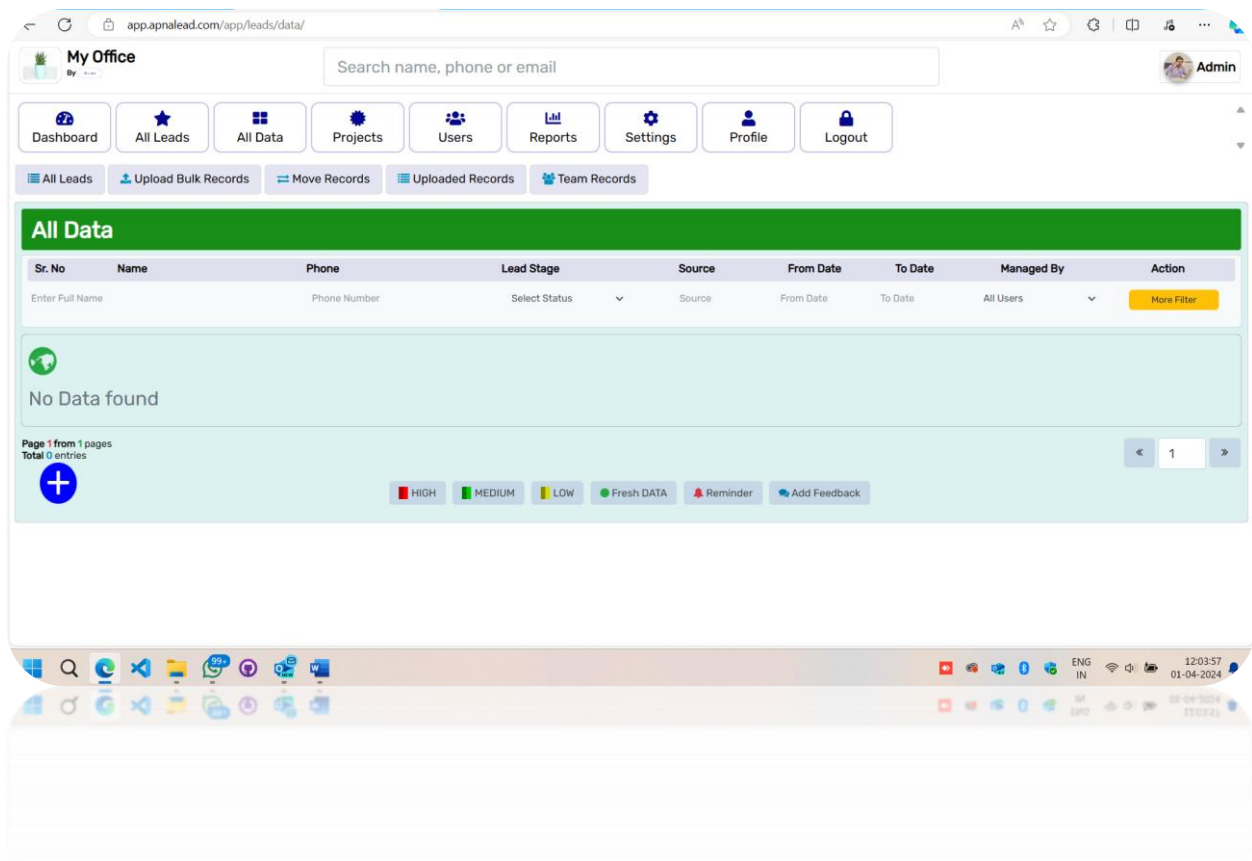 app.apnalead.com/app/leads/data/
My Office
By
Search name, phone or email
Admin
Dashboard All Leads All Data Projects Users Reports Settings Profile Logout
All Leads Upload Bulk Records Move Records Uploaded Records Team Records
All Data
Sr. No Name Phone Lead Stage Source From Date To Date Managed By Action
Enter Full Name Phone Number Select Status Source From Date To Date All Users More Filter
No Data found
Page 1 from 1 pages
Total 0 entries
« 1 »
HIGH MEDIUM LOW Fresh DATA Reminder Add Feedback
99+
ENG
IN
12:03:57
01-04-2024